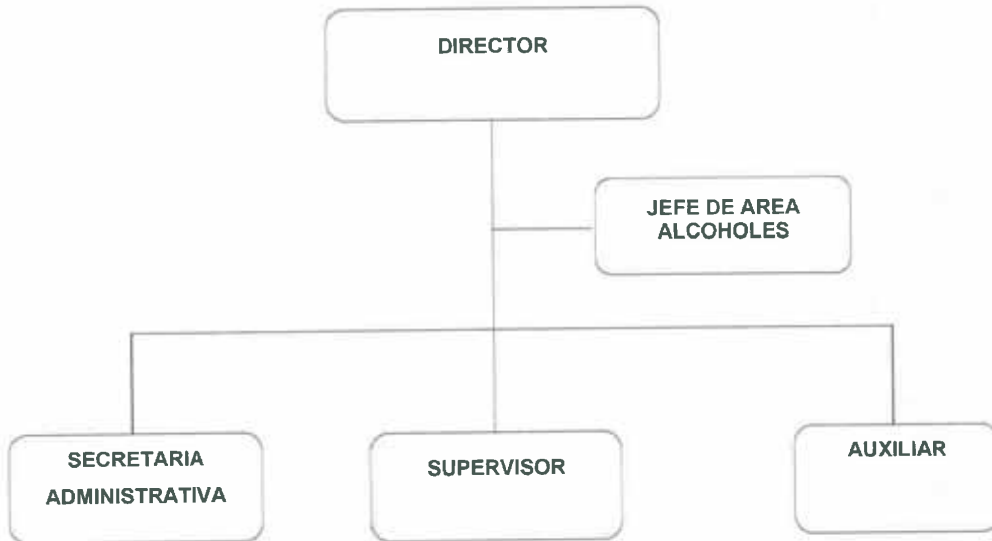 DIRECTOR
JEFE DE AREA
ALCOHOLES
SECRETARIA
ADMINISTRATIVA
SUPERVISOR
AUXILIAR